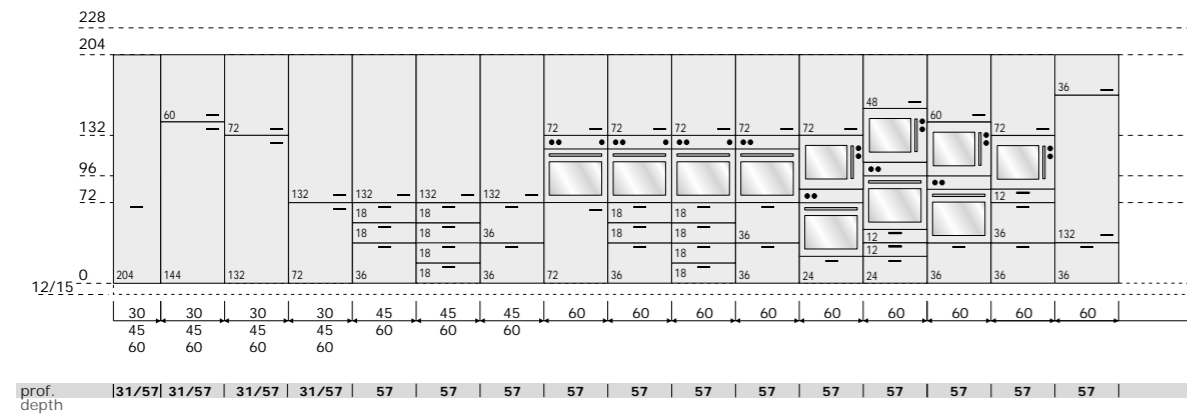 228
204
60 48 36
72 72 72 72 72 72 60 72
132
96
132 132 132 132 12
72
18 18 18 18
18 18 36 18 18 36 12 36 132
18 18 12
0
204 144 132 72 36 18 36 72 36 18 36 24 24 36 36 36
12/15
30 30 30 30 45 45 45 60 60 60 60 60 60 60 60 60
45 45 45 45 60 60 60
60 60 60 60
prof. 31/57 31/57 31/57 31/57 57 57 57 57 57 57 57 57 57 57 57 57
depth